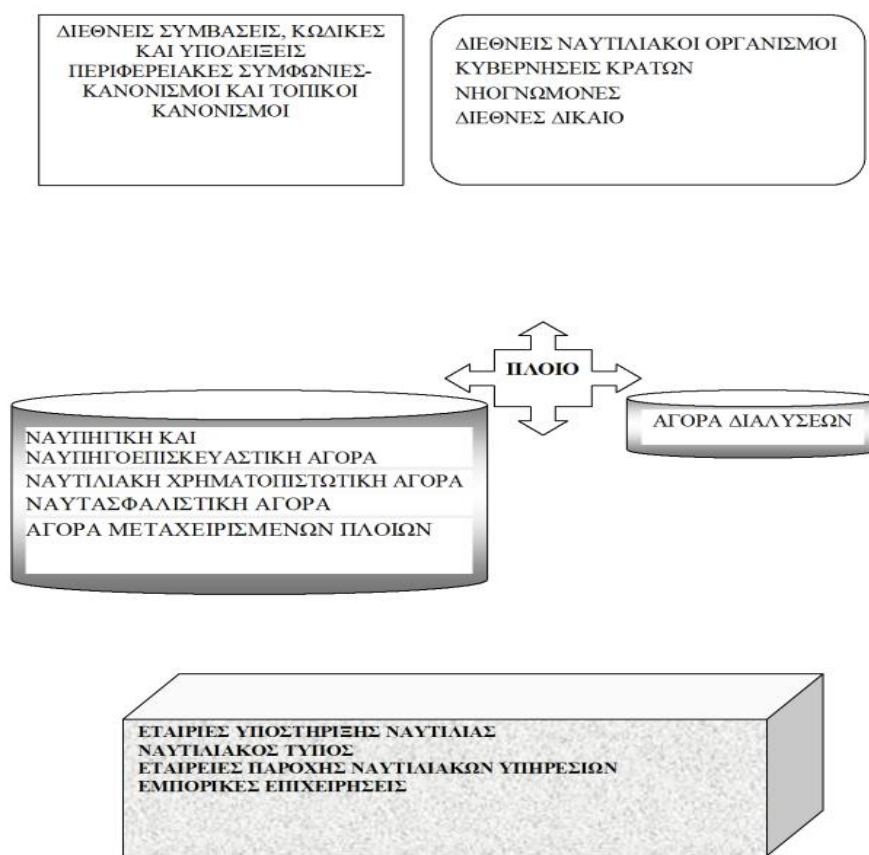 ΔΙΕΘΝΕΙΣ ΣΥΜΒΑΣΕΙΣ, ΚΩΔΙΚΕΣ
ΚΑΙ ΥΠΟΔΕΙΞΕΙΣ
ΠΕΡΙΦΕΡΕΙΑΚΕΣ ΣΥΜΦΩΝΙΕΣ-
ΚΑΝΟΝΙΣΜΟΙ ΚΑΙ ΤΟΠΙΚΟΙ
ΚΑΝΟΝΙΣΜΟΙ
ΔΙΕΘΝΕΙΣ ΝΑΥΤΙΛΙΑΚΟΙ ΟΡΓΑΝΙΣΜΟΙ
ΚΥΒΕΡΝΗΣΕΙΣ ΚΡΑΤΩΝ
ΝΗΟΓΝΩΜΟΝΕΣ
ΔΙΕΘΝΕΣ ΔΙΚΑΙΟ
ΠΛΟΙΟ
ΝΑΥΠΗΓΙΚΗ ΚΑΙ
ΝΑΥΠΗΓΟΕΠΙΣΚΕΥΑΣΤΙΚΗ ΑΓΟΡΑ
ΝΑΥΤΙΛΙΑΚΗ ΧΡΗΜΑΤΟΠΙΣΤΩΤΙΚΗ ΑΓΟΡΑ
ΝΑΥΤΑΣΦΑΛΙΣΤΙΚΗ ΑΓΟΡΑ
ΑΓΟΡΑ ΜΕΤΑΧΕΙΡΙΣΜΕΝΩΝ ΠΛΟΙΩΝ
ΑΓΟΡΑ ΔΙΑΛΥΣΕΩΝ
ΕΤΑΙΡΙΕΣ ΥΠΟΣΤΗΡΙΞΗΣ ΝΑΥΤΙΛΙΑΣ
ΝΑΥΤΙΛΙΑΚΟΣ ΤΥΠΟΣ
ΕΤΑΙΡΕΙΕΣ ΠΑΡΟΧΗΣ ΝΑΥΤΙΛΙΑΚΩΝ ΥΠΗΡΕΣΙΩΝ
ΕΜΠΟΡΙΚΕΣ ΕΠΙΧΕΙΡΗΣΕΙΣ